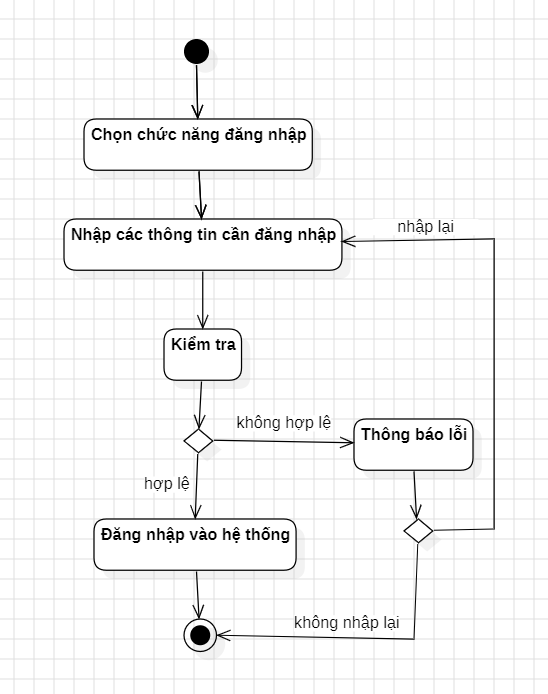 Chọn chức năng đăng nhập
nhập lại
Nhập các thông tin cần đăng nhập
Kiểm tra
không hợp lệ
Thông báo lỗi
hợp lệ
Đăng nhập vào hệ thống
không nhập lại